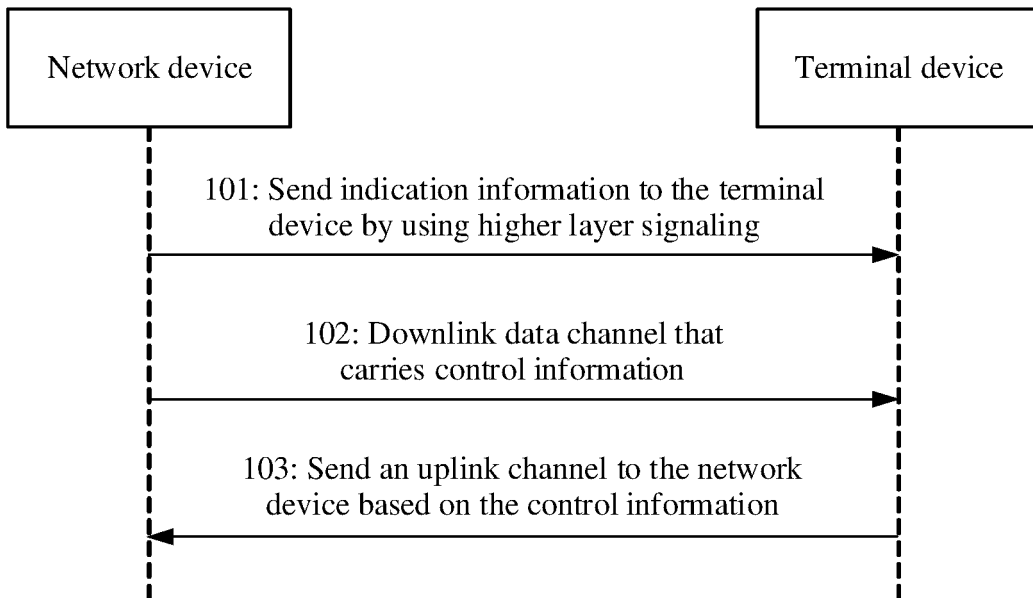 Network device
Terminal device
101: Send indication information to the terminal
device by using higher layer signaling
102: Downlink data channel that
carries control information
103: Send an uplink channel to the network
device based on the control information